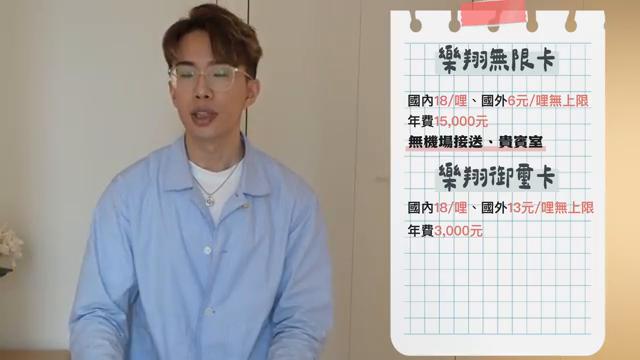 樂翔無限卡
國內18/哩、國外6元/哩無上限
年費15,000元
無機場接送、貴賓室
樂翔御璽卡
國內18/哩、國外13元/哩無上限
年費3,000元